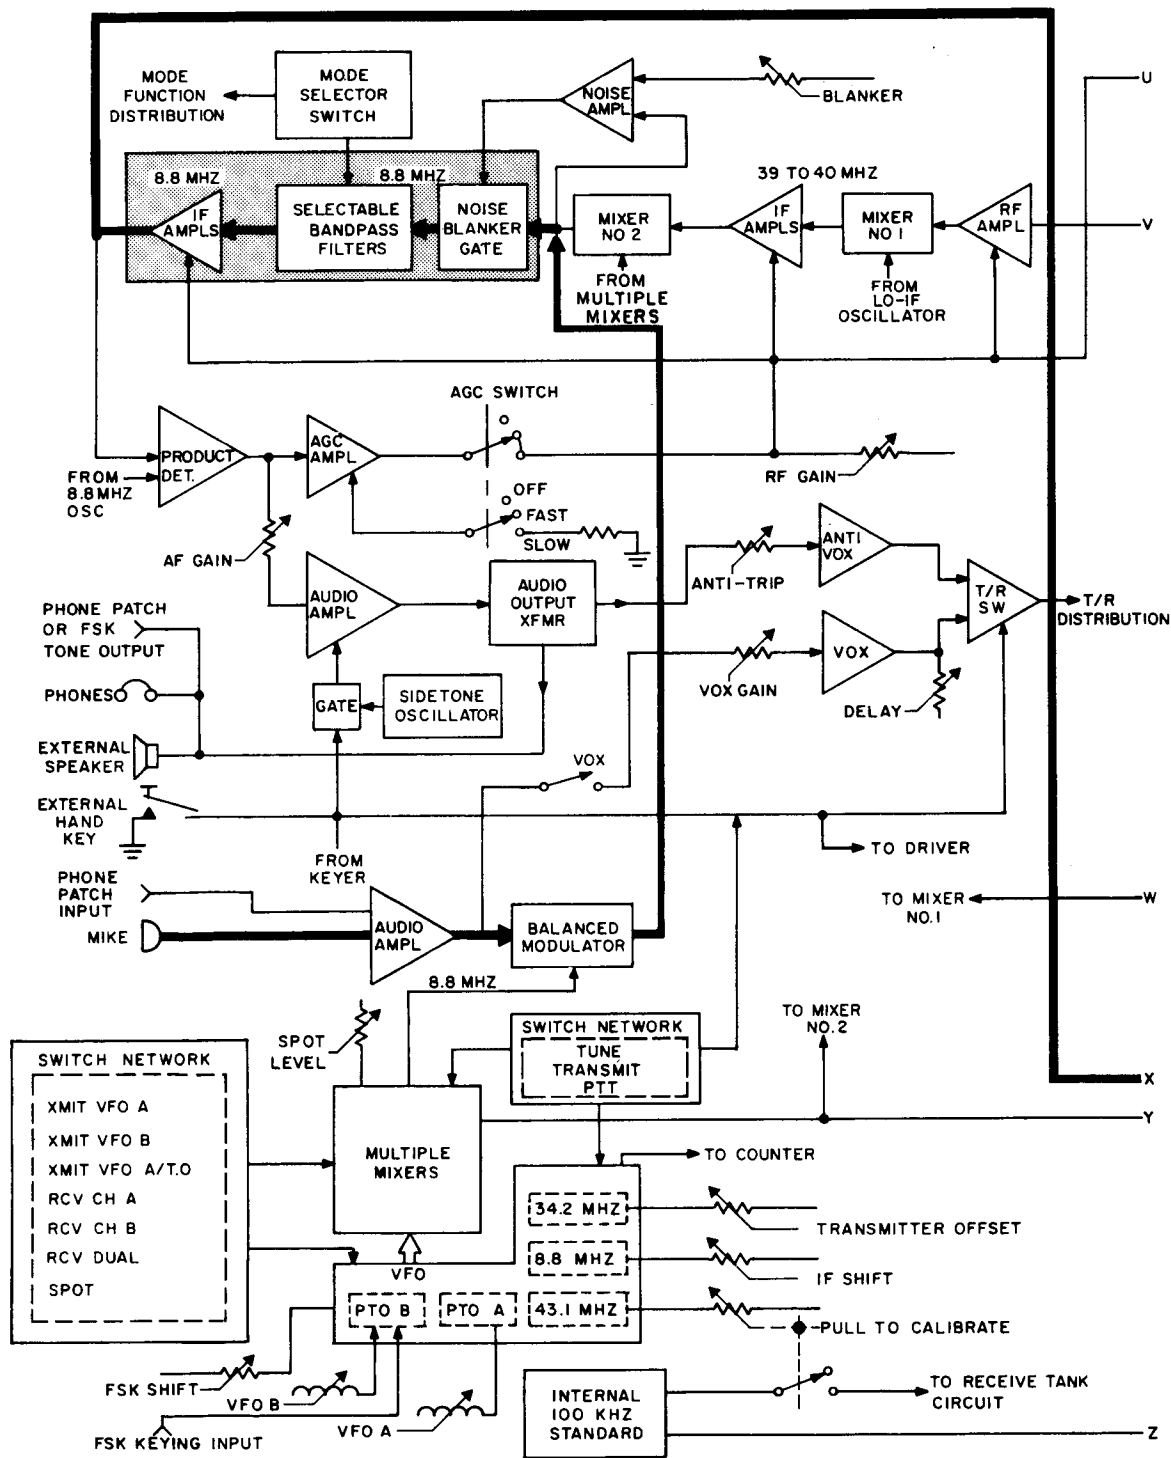 MODE
FUNCTION
DISTRIBUTION
MODE
SELECTOR
SWITCH
NOISE
AMPL
BLANKER
U
8.8 MHZ
IF
AMPLS
SELECTABLE
BANDPASS
FILTERS
8.8 MHZ
NOISE
BLANKER
GATE
MIXER
NO 2
FROM
MULTIPLE
MIXERS
39 TO 40 MHZ
IF
AMPLS
MIXER
NO 1
FROM
LO-IF
OSCILLATOR
RF
AMPL
V
AGC SWITCH
PRODUCT
DET.
FROM
8.8MHZ
OSC
AGC
AMPL
OFF
FAST
SLOW
RF GAIN
AF GAIN
AUDIO
AMPL
AUDIO
OUTPUT
XFMR
ANTI-TRIP
ANTI
VOX
T/R
SW
T/R
DISTRIBUTION
PHONE PATCH
OR FSK
TONE OUTPUT
PHONES
GATE
SIDETONE
OSCILLATOR
VOX GAIN
VOX
DELAY
EXTERNAL
SPEAKER
VOX
EXTERNAL
HAND
KEY
FROM
KEYER
TO DRIVER
PHONE
PATCH
INPUT
MIKE
AUDIO
AMPL
BALANCED
MODULATOR
TO MIXER
NO.1
W
8.8 MHZ
SPOT
LEVEL
SWITCH NETWORK
TUNE
TRANSMIT
PTT
TO MIXER
NO.2
X
Y
SWITCH NETWORK
XMIT VFO A
XMIT VFO B
XMIT VFO A/T.O
RCV CH A
RCV CH B
RCV DUAL
SPOT
MULTIPLE
MIXERS
TO COUNTER
34.2 MHZ
TRANSMITTER OFFSET
8.8 MHZ
IF SHIFT
VFO
PTO B
PTO A
43.1 MHZ
PULL TO CALIBRATE
FSK SHIFT
VFO B
VFO A
FSK KEYING INPUT
INTERNAL
100 KHZ
STANDARD
TO RECEIVE TANK
CIRCUIT
Z